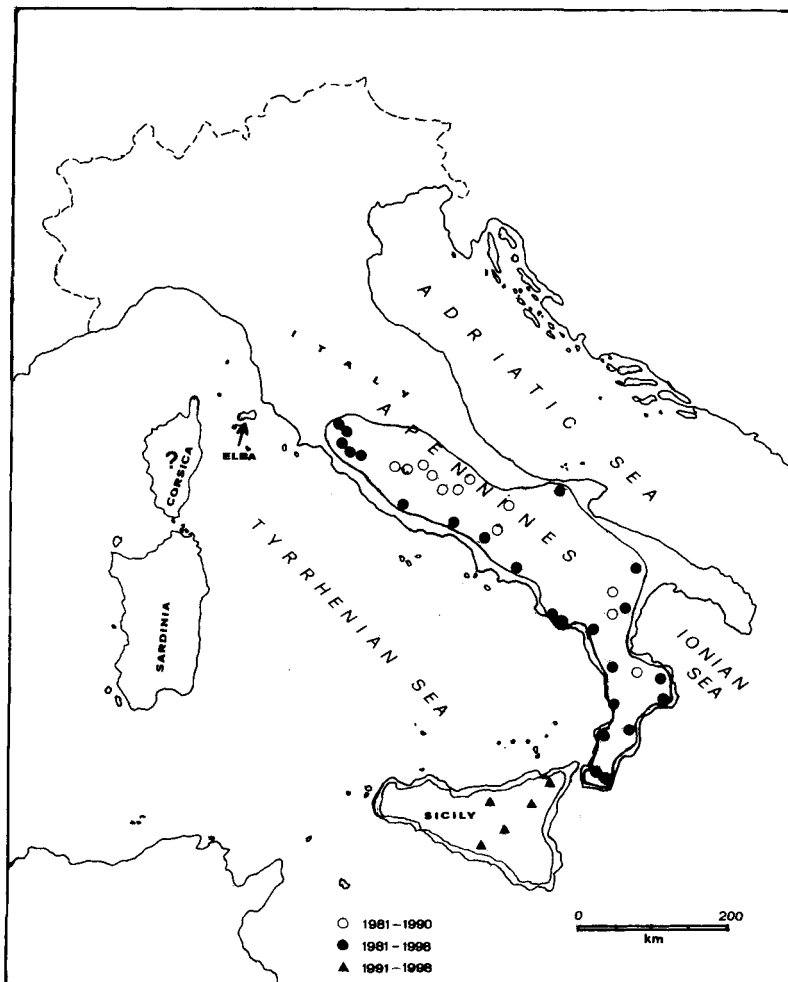 ADRIATIC SEA
ITALY
APENNINES
ELBA
?
CORSICA
TYRRHENIAN SEA
SARDINIA
IONIAN
SEA
SICILY
1981–1990
1981–1998
1991–1998
0 200
km